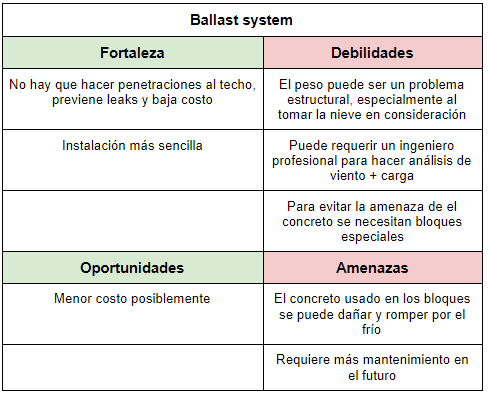 Ballast system
Fortaleza
Debilidades
No hay que hacer penetraciones al techo,
previene leaks y baja costo
El peso puede ser un problema
estructural, especialmente al
tomar la nieve en consideración
Instalación más sencilla
Puede requerir un ingeniero
profesional para hacer análisis de
viento + carga
Para evitar la amenaza de el
concreto se necesitan bloques
especiales
Oportunidades
Amenazas
Menor costo posiblemente
El concreto usado en los bloques
se puede dañar y romper por el
frío
Requiere más mantenimiento en
el futuro